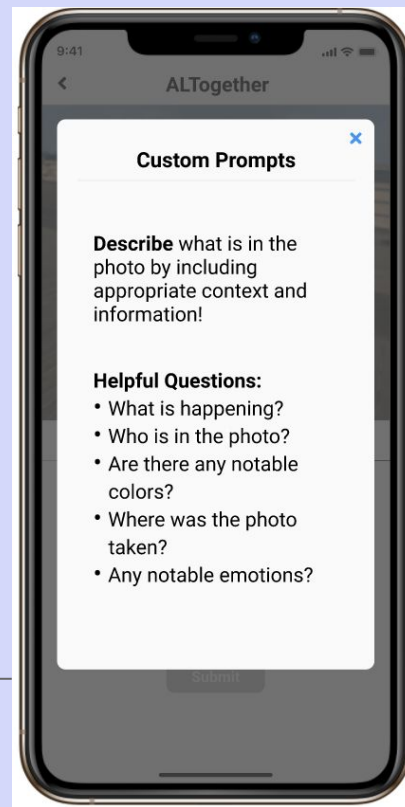 9:41
ALTogether
×
Custom Prompts
Describe what is in the
photo by including
appropriate context and
information!
Helpful Questions:
• What is happening?
• Who is in the photo?
• Are there any notable
colors?
• Where was the photo
taken?
• Any notable emotions?
Submit